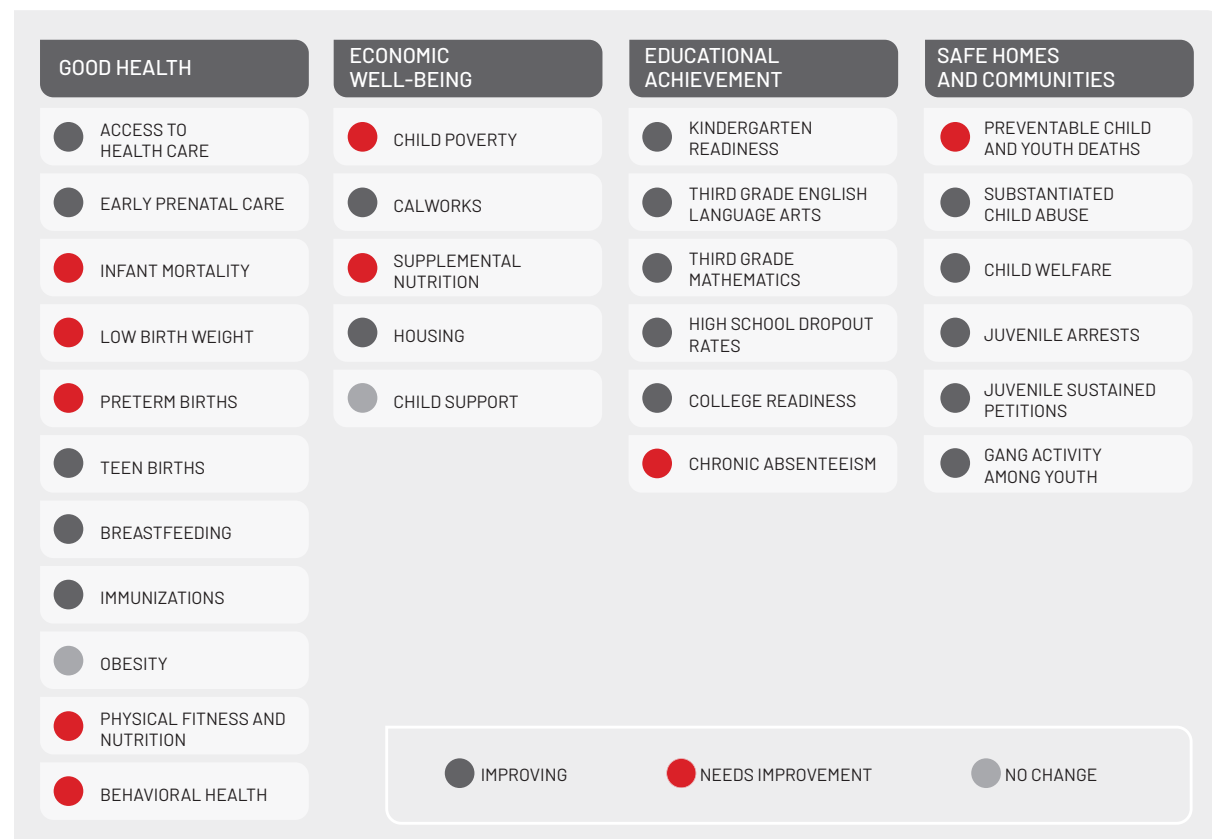 GOOD HEALTH
ACCESS TO
HEALTH CARE
EARLY PRENATAL CARE
INFANT MORTALITY
LOW BIRTH WEIGHT
PRETERM BIRTHS
TEEN BIRTHS
BREASTFEEDING
IMMUNIZATIONS
OBESITY
PHYSICAL FITNESS AND
NUTRITION
BEHAVIORAL HEALTH
ECONOMIC
WELL-BEING
CHILD POVERTY
CALWORKS
SUPPLEMENTAL
NUTRITION
HOUSING
CHILD SUPPORT
EDUCATIONAL
ACHIEVEMENT
KINDERGARTEN
READINESS
THIRD GRADE ENGLISH
LANGUAGE ARTS
THIRD GRADE
MATHEMATICS
HIGH SCHOOL DROPOUT
RATES
COLLEGE READINESS
CHRONIC ABSENTEEISM
SAFE HOMES
AND COMMUNITIES
PREVENTABLE CHILD
AND YOUTH DEATHS
SUBSTANTIATED
CHILD ABUSE
CHILD WELFARE
JUVENILE ARRESTS
JUVENILE SUSTAINED
PETITIONS
GANG ACTIVITY
AMONG YOUTH
IMPROVING
NEEDS IMPROVEMENT
NO CHANGE